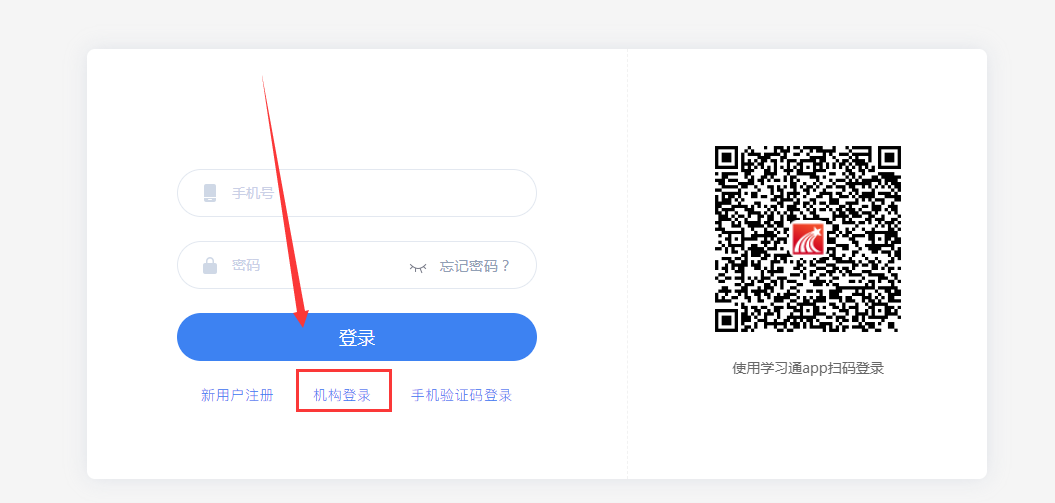 手机号
密码
忘记密码？
登录
新用户注册
机构登录
手机验证码登录
使用学习通app扫码登录